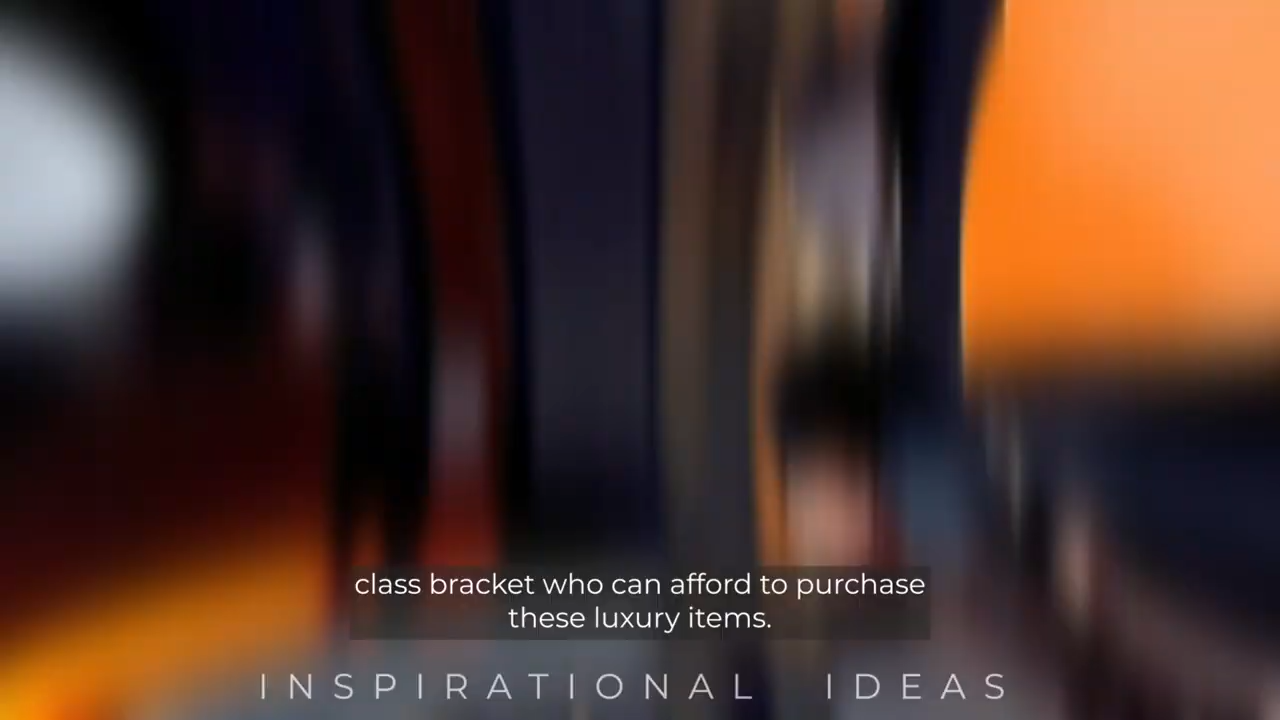 class bracket who can afford to purchase
these luxury items.
INSPIRATIONAL IDEAS